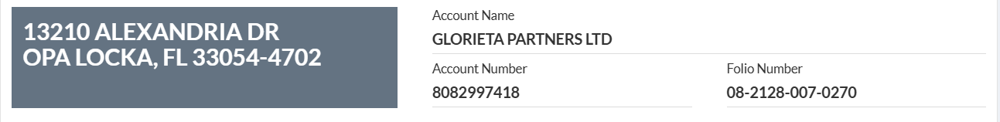 13210 ALEXANDRIA DR
OPA LOCKA, FL 33054-4702
Account Name
GLORIETA PARTNERS LTD
Account Number
8082997418
Folio Number
08-2128-007-0270